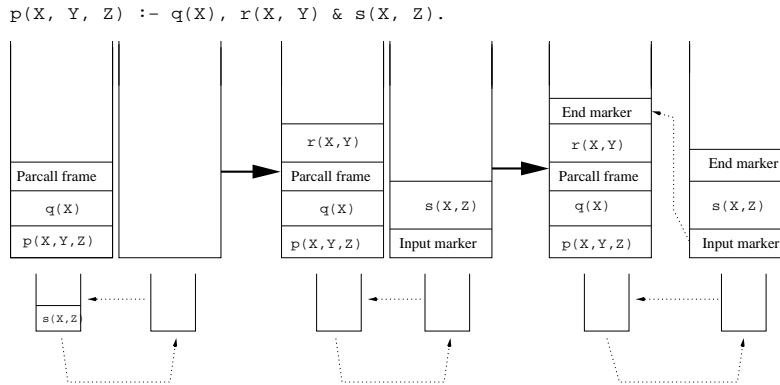 p(X, Y, Z) :- q(X), r(X, Y) & s(X, Z).
Parcall frame
q(X)
p(X,Y,Z)
s(X,Z)
r(X,Y)
Parcall frame
q(X)
p(X,Y,Z)
s(X,Z)
Input marker
End marker
r(X,Y)
Parcall frame
q(X)
p(X,Y,Z)
End marker
s(X,Z)
Input marker